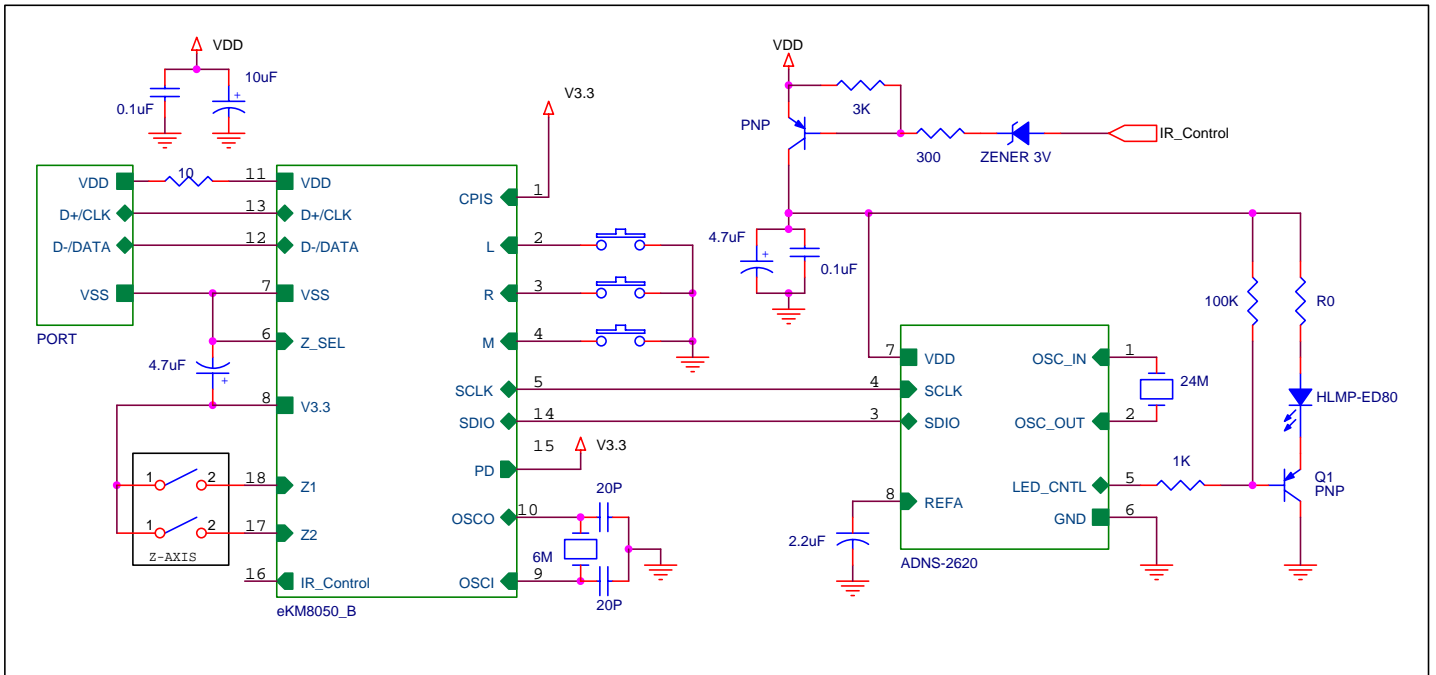 VDD
10uF
0.1uF
VDD
3K
PNP
300
ZENER 3V
IR_Control
4.7uF
0.1uF
V3.3
VDD
D+/CLK
D-/DATA
VSS
PORT
10
11
13
12
7
6
8
18
17
16
4.7uF
1 2
1 2
Z-AXIS
VDD
D+/CLK
D-/DATA
VSS
Z_SEL
V3.3
Z1
Z2
IR_Control
eKM8050_B
CPIS
L
R
M
SCLK
SDIO
PD
OSCO
OSCI
1
2
3
4
5
14
15
10
9
V3.3
20P
6M
20P
4
3
7
8
2.2uF
VDD
SCLK
SDIO
REFA
ADNS-2620
OSC_IN
OSC_OUT
LED_CNTL
GND
1
2
5
6
24M
1K
100K
R0
HLMP-ED80
Q1
PNP